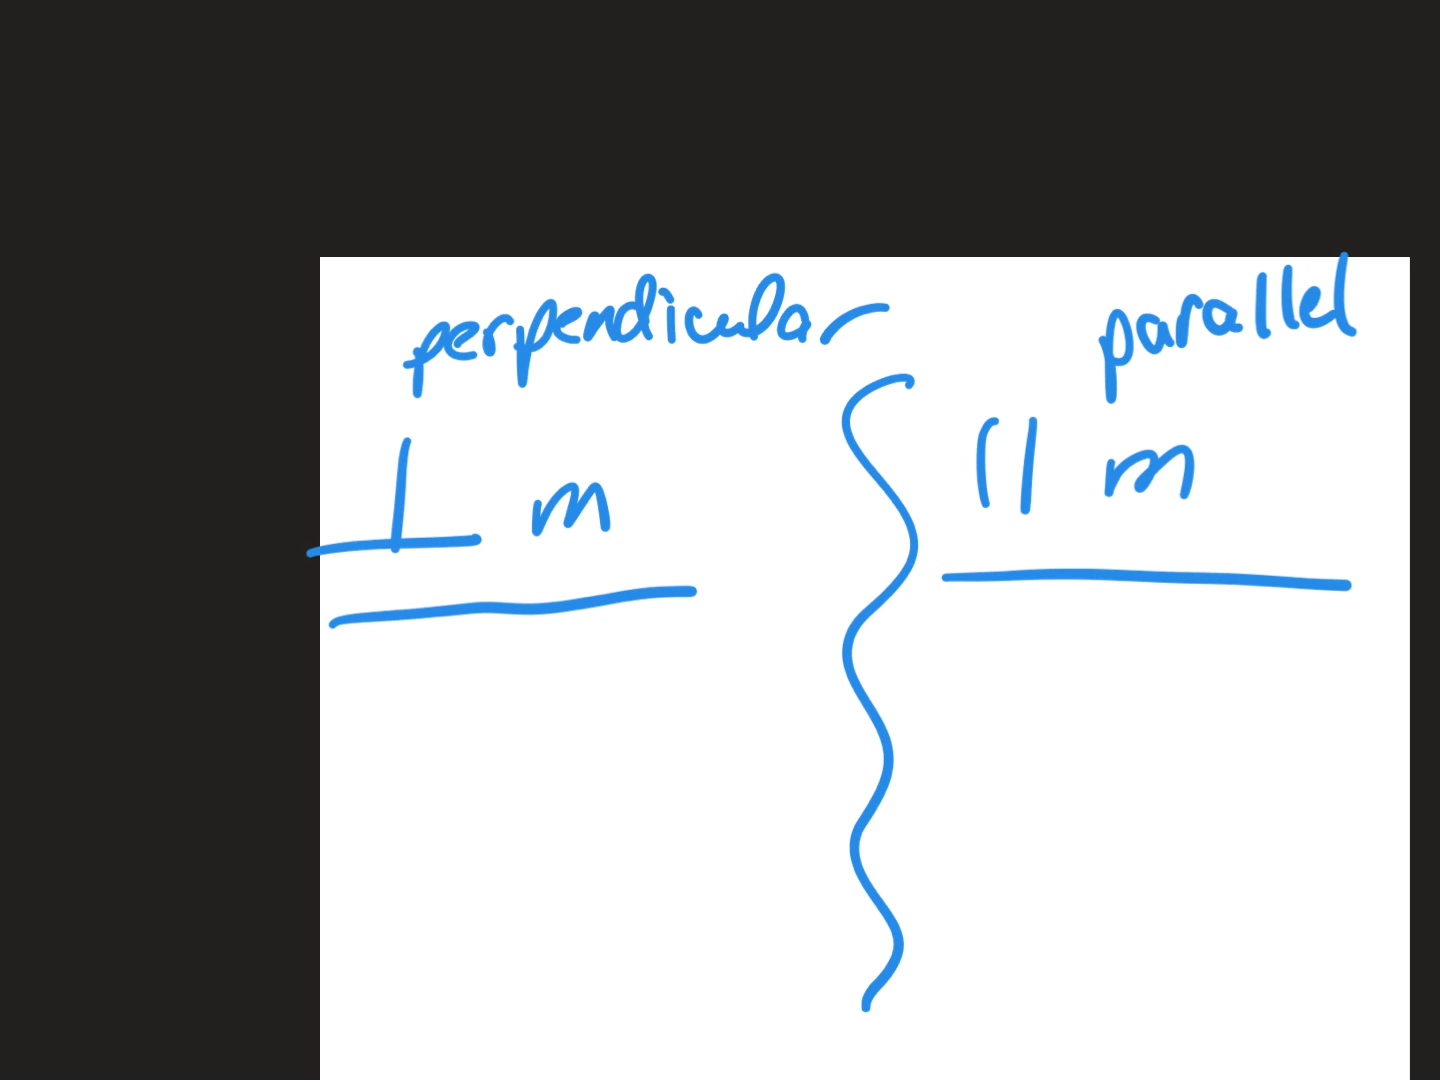 perpendicular
⊥ m
parallel
|| m